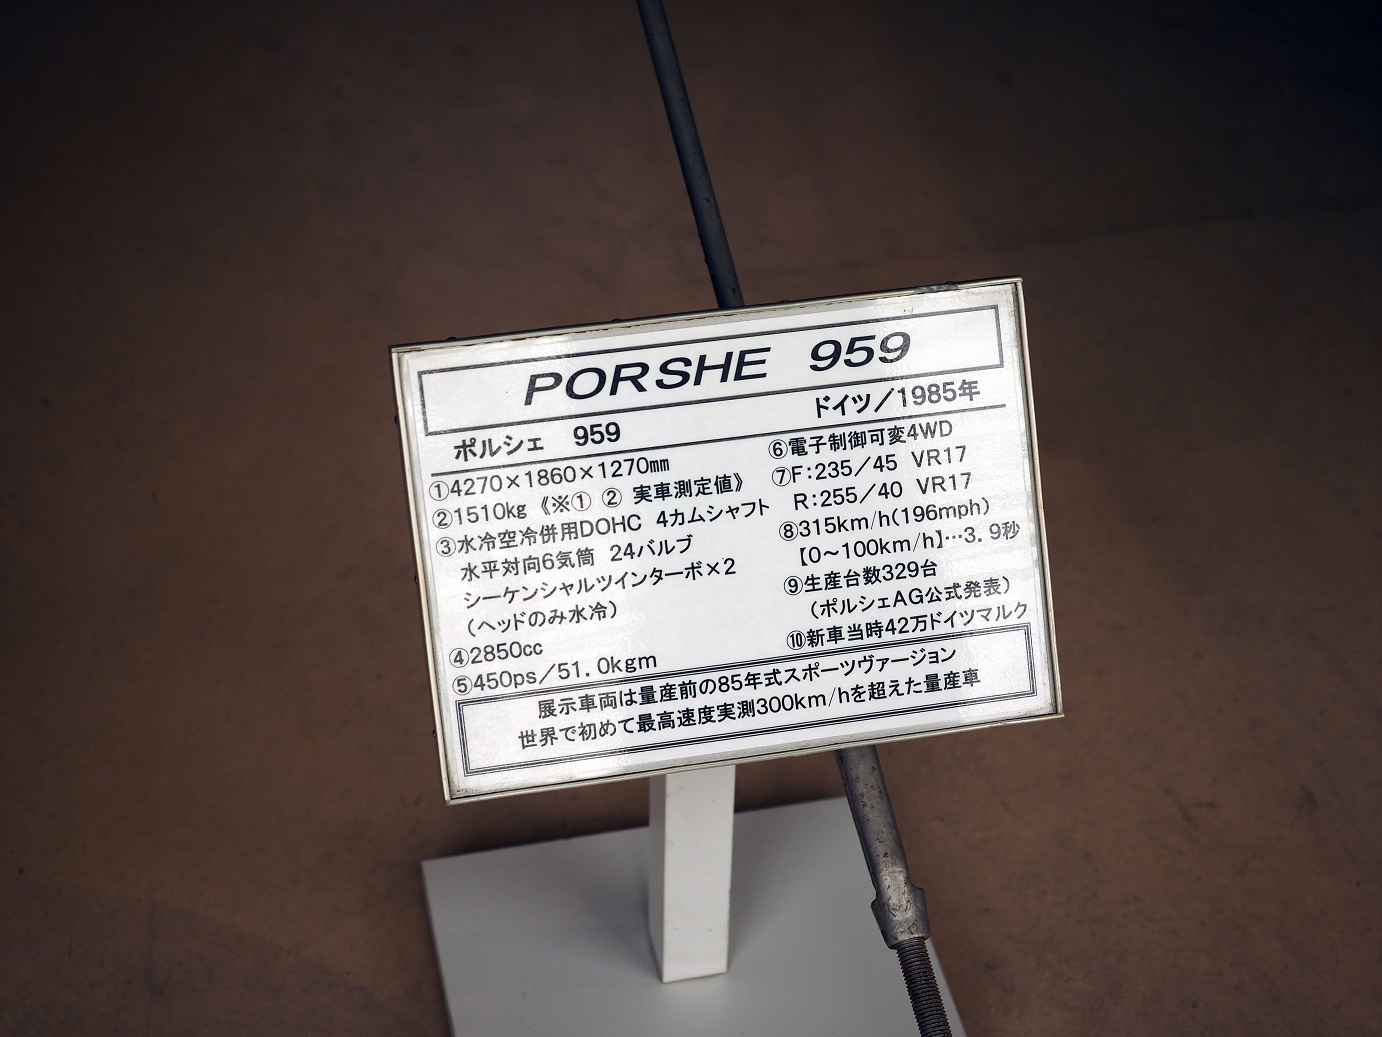 PORSHE 959
ポルシェ 959
ドイツ／1985年
①4270×1860×1270㎜
②1510㎏《※① ② 実車測定値》
③水冷空冷併用DOHC 4カムシャフト
水平対向6気筒 24バルブ
シーケンシャルツインターボ×2
（ヘッドのみ水冷）
④2850cc
⑤450ps／51.0kgm
⑥電子制御可変4WD
⑦F：235／45 VR17
R：255／40 VR17
⑧315km/h（196mph）
【0～100km/h】…3.9秒
⑨生産台数329台
（ポルシェAG公式発表）
⑩新車当時42万ドイツマルク
展示車両は量産前の85年式スポーツヴァージョン
世界で初めて最高速度実測300km/hを超えた量産車